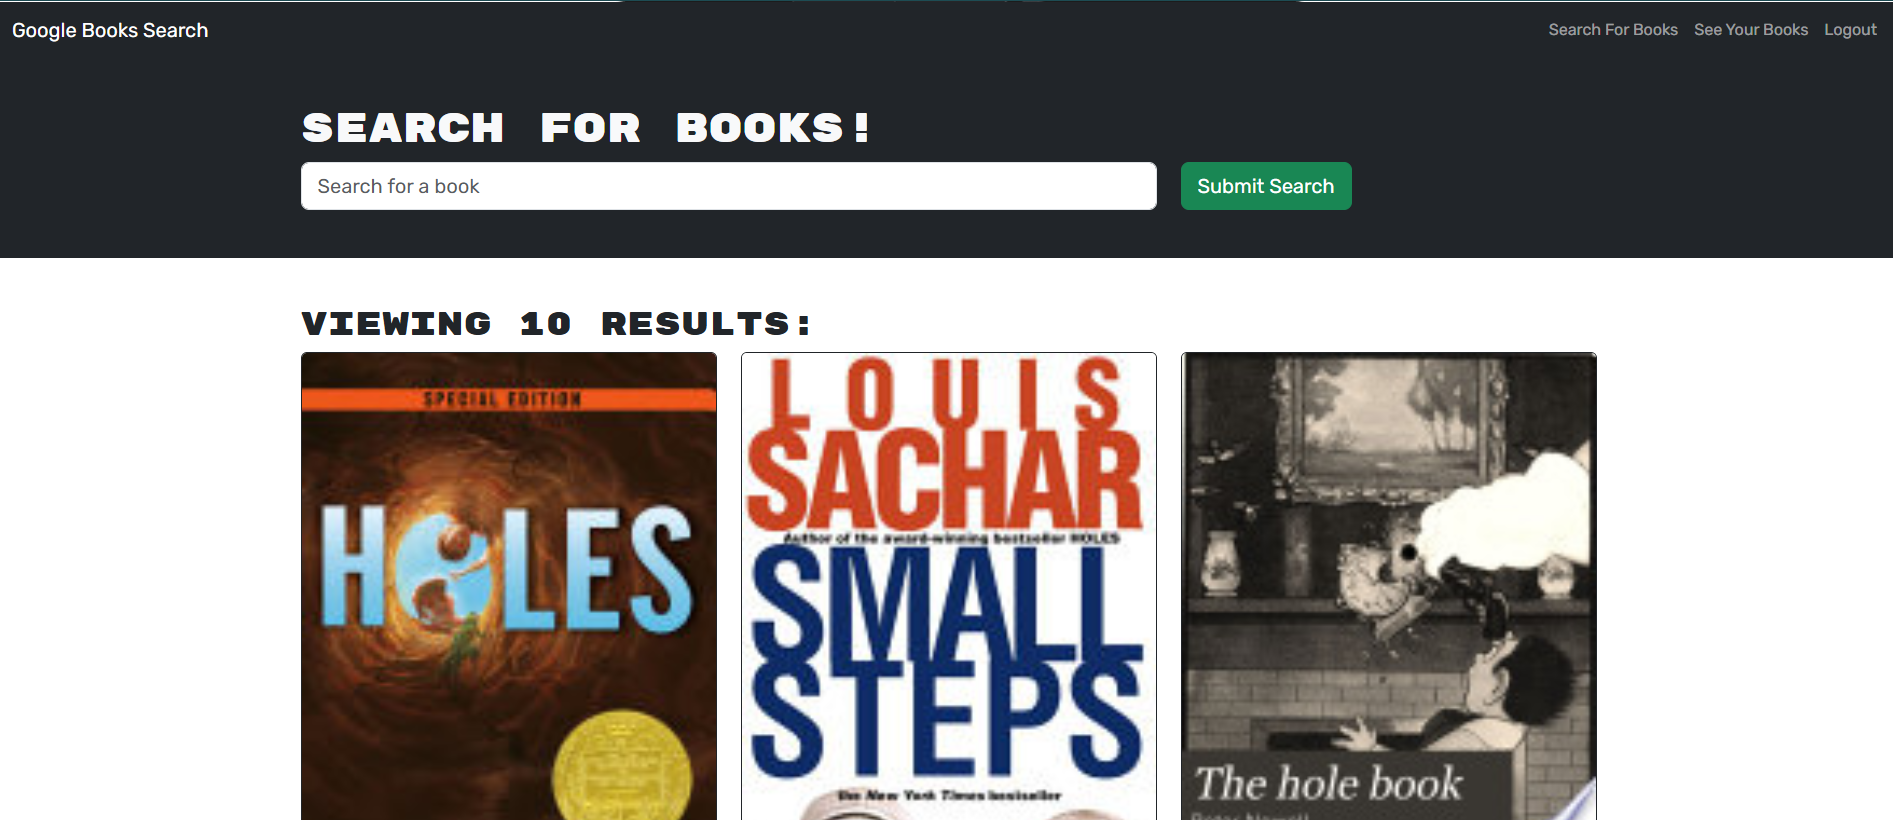 Google Books Search
Search For Books
See Your Books
Logout
SEARCH FOR BOOKS!
Search for a book
Submit Search
VIEWING 10 RESULTS:
SPECIAL EDITION
HOLES
LOUIS
SACHAR
Author of the award-winning bestseller HOLES
SMALL
STEPS
the New York Times bestseller
The hole book
Peter Newell